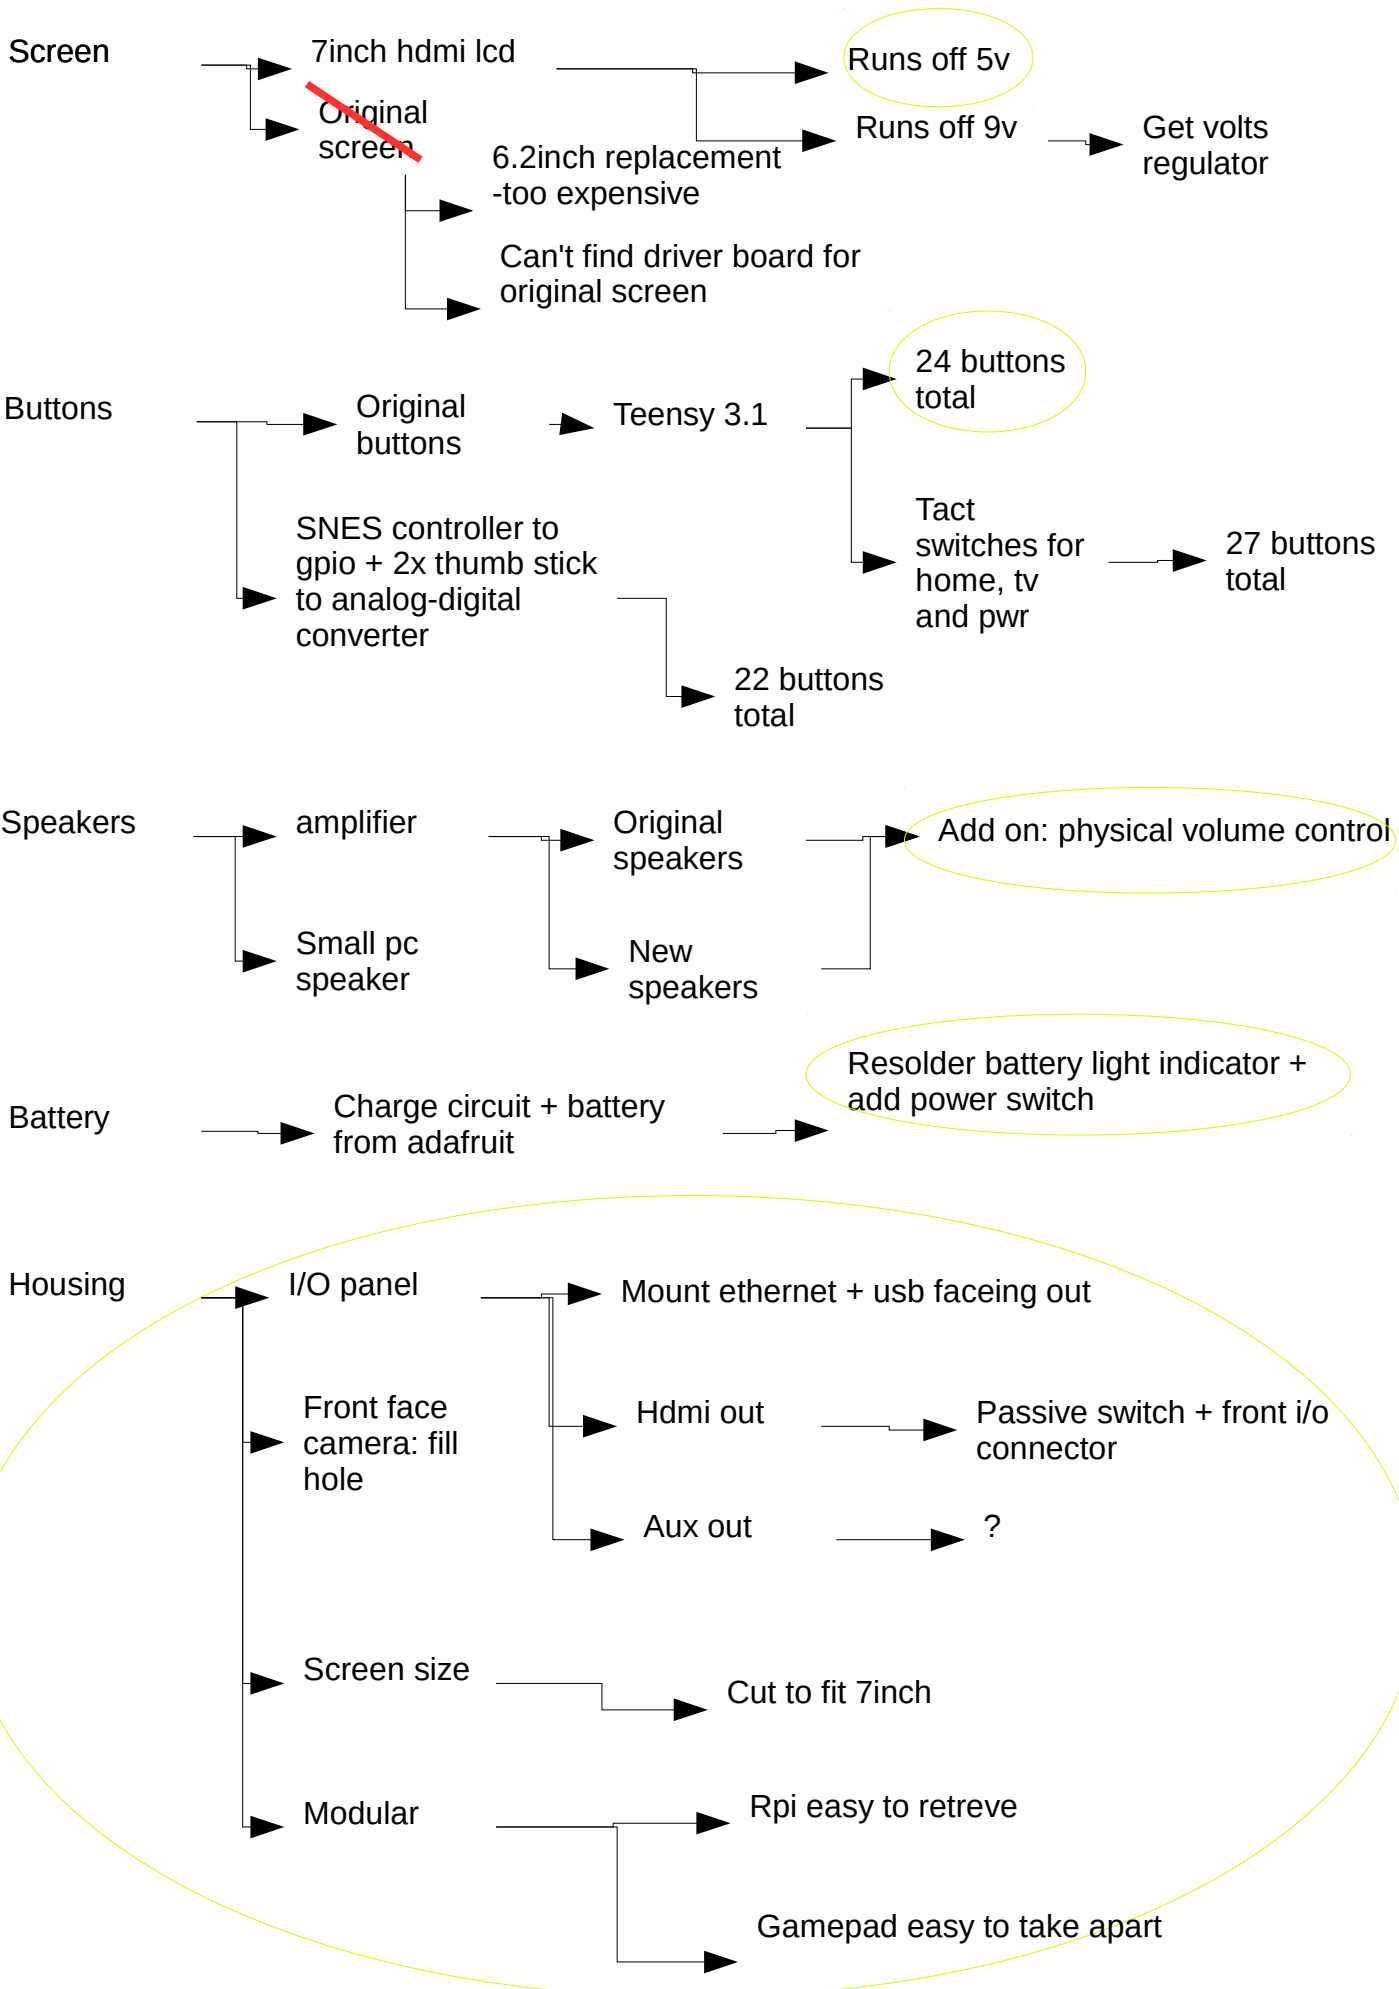 Screen
7inch hdmi lcd
Runs off 5v
Original
screen
Runs off 9v
Get volts
regulator
6.2inch replacement
-too expensive
Can't find driver board for
original screen
Buttons
Original
buttons
Teensy 3.1
24 buttons
total
Tact
switches for
home, tv
and pwr
27 buttons
total
SNES controller to
gpio + 2x thumb stick
to analog-digital
converter
22 buttons
total
Speakers
amplifier
Original
speakers
Add on: physical volume control
Small pc
speaker
New
speakers
Battery
Charge circuit + battery
from adafruit
Resolder battery light indicator +
add power switch
Housing
I/O panel
Mount ethernet + usb faceing out
Front face
camera: fill
hole
Hdmi out
Passive switch + front i/o
connector
Aux out
?
Screen size
Cut to fit 7inch
Modular
Rpi easy to retreve
Gamepad easy to take apart